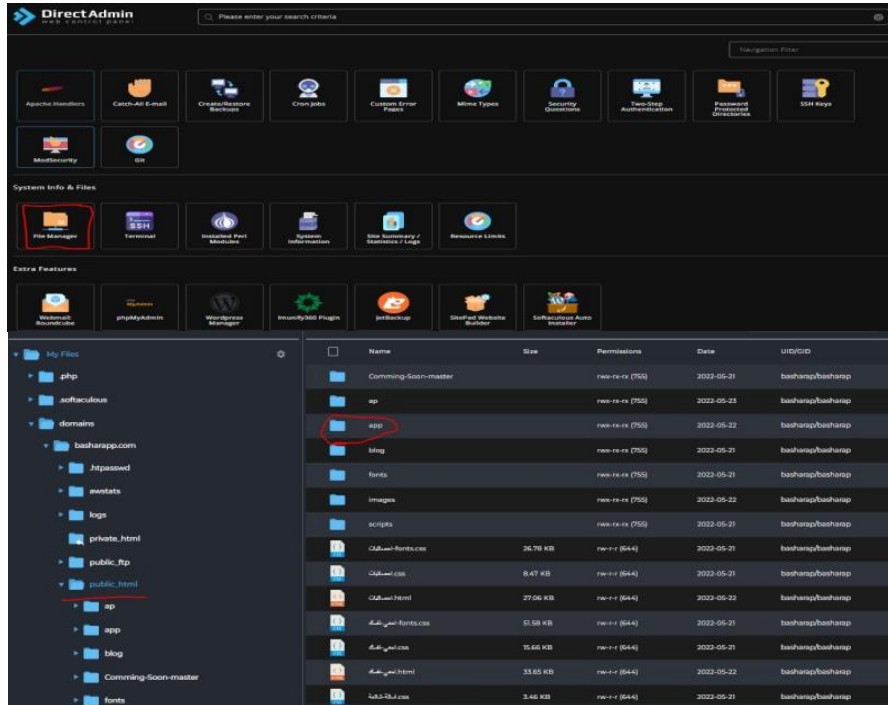 DirectAdmin
web control panel
Please enter your search criteria
Navigation Filter
Apache Handlers
Catch-All E-mail
Create/Restore
Backups
Cron Jobs
Custom Error
Pages
Mime Types
Security
Questions
Two-Step
Authentication
Password
Protected
Directories
SSH Keys
ModSecurity
Git
System Info & Files
File Manager
SSH
Terminal
Installed Perl
Modules
System
Information
Site Summary /
Statistics / Logs
Resource Limits
Extra Features
Webmail:
Roundcube
phpMyAdmin
Wordpress
Manager
Imunify360 Plugin
JetBackup
SitePad Website
Builder
Softaculous Auto
Installer
My Files
.php
.softaculous
domains
basharapp.com
.htpasswd
awstats
logs
private_html
public_ftp
public_html
ap
app
blog
Comming-Soon-master
fonts
Name Size Permissions Date UID/GID
Comming-Soon-master rwx-rx-rx (755) 2022-05-21 basharap/basharap
ap rwx-rx-rx (755) 2022-05-23 basharap/basharap
app rwx-rx-rx (755) 2022-05-22 basharap/basharap
blog rwx-rx-rx (755) 2022-05-21 basharap/basharap
fonts rwx-rx-rx (755) 2022-05-21 basharap/basharap
images rwx-rx-rx (755) 2022-05-22 basharap/basharap
scripts rwx-rx-rx (755) 2022-05-21 basharap/basharap
-fonts.css 26.70 KB rw-r-r (644) 2022-05-21 basharap/basharap
.css 8.47 KB rw-r-r (644) 2022-05-21 basharap/basharap
.html 27.06 KB rw-r-r (644) 2022-05-22 basharap/basharap
-fonts.css 51.58 KB rw-r-r (644) 2022-05-21 basharap/basharap
.css 15.66 KB rw-r-r (644) 2022-05-21 basharap/basharap
.html 33.65 KB rw-r-r (644) 2022-05-22 basharap/basharap
.css 3.46 KB rw-r-r (644) 2022-05-21 basharap/basharap